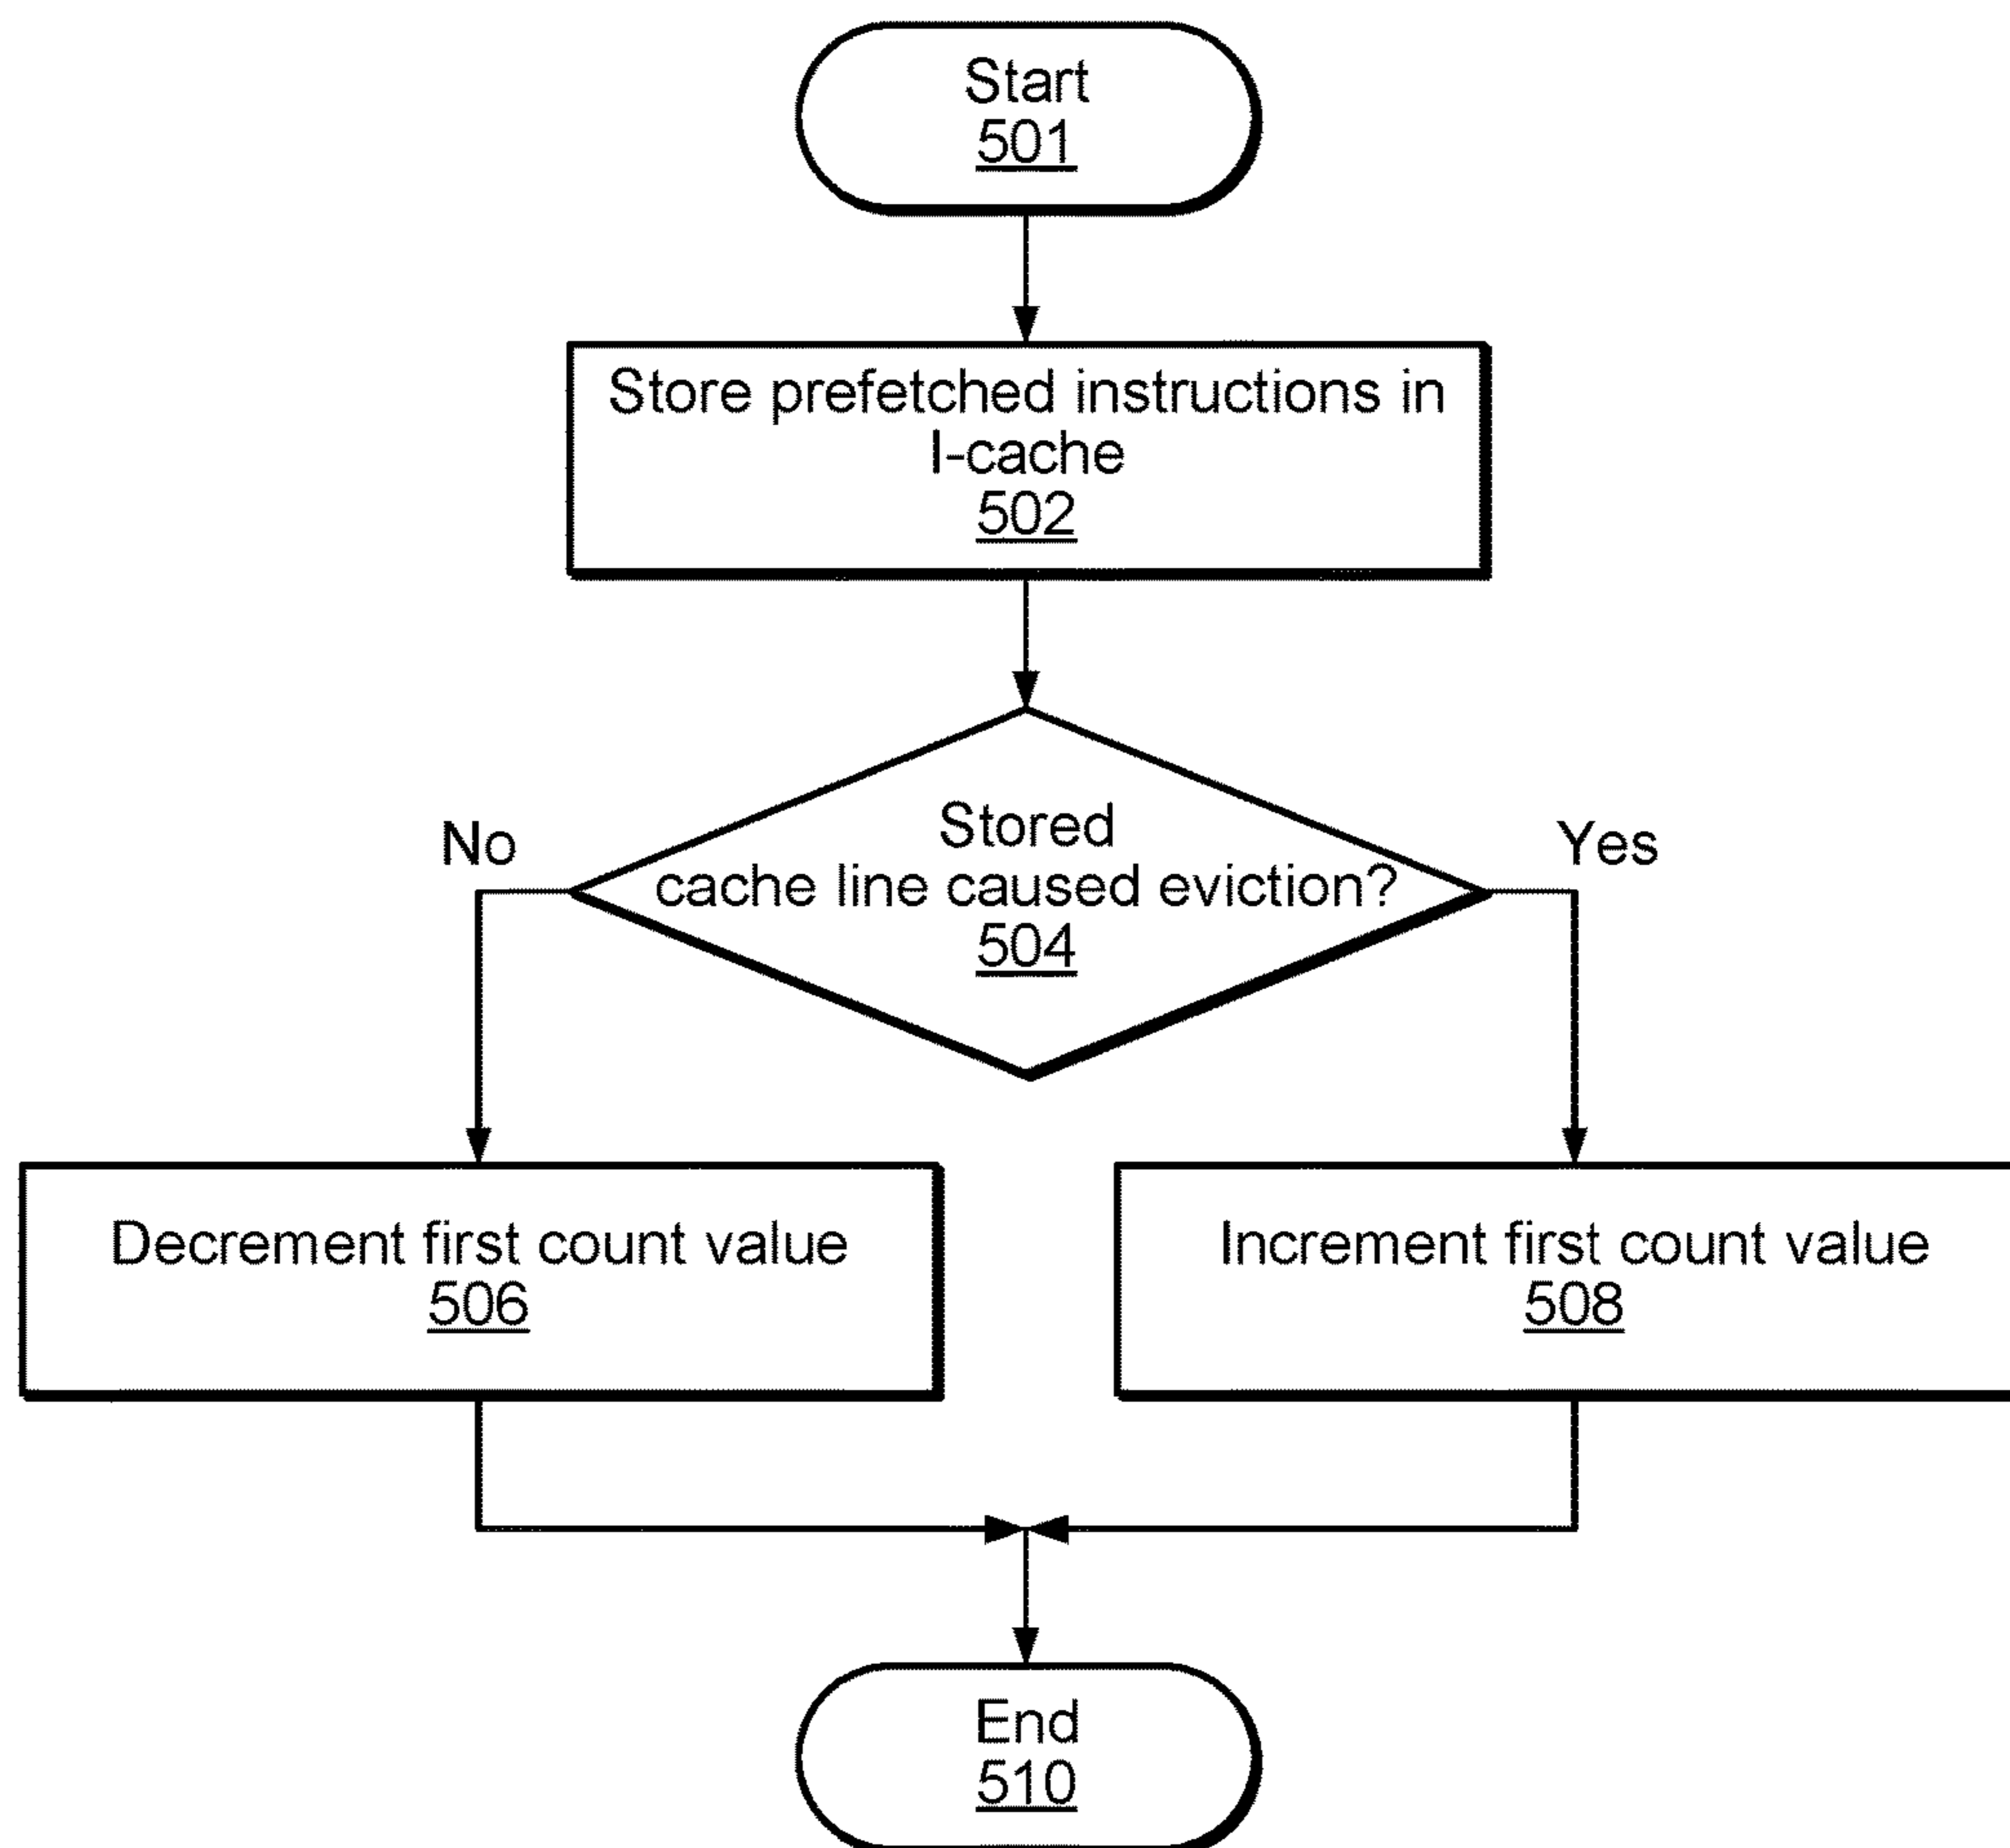 Start
501
Store prefetched instructions in
I-cache
502
Stored
cache line caused eviction?
504
No
Yes
Decrement first count value
506
Increment first count value
508
End
510